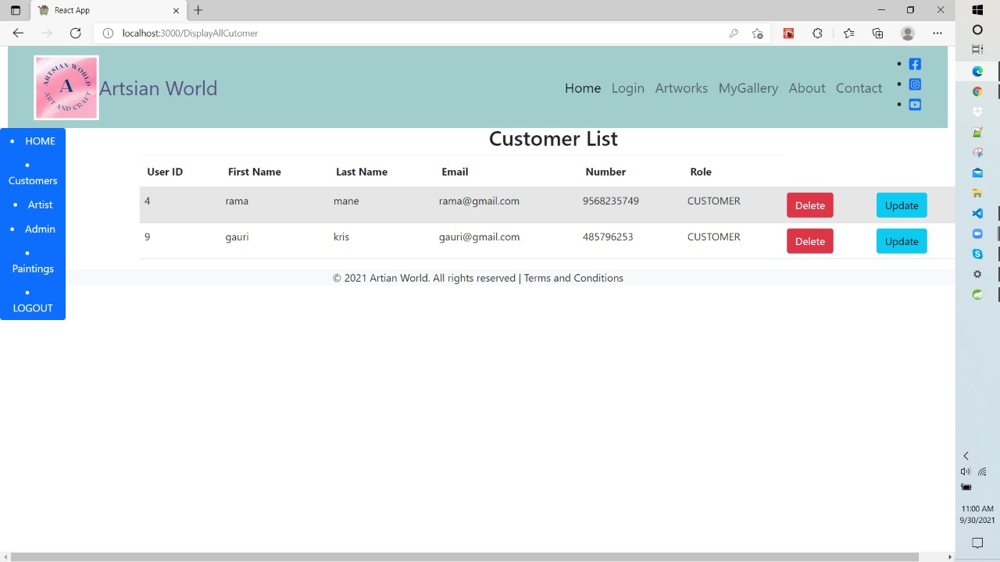 React App
localhost:3000/DisplayAllCutomer
ARTSIAN WORLD
A
ART AND CRAFT
Artsian World
Home Login Artworks MyGallery About Contact
HOME
Customers
Artist
Admin
Paintings
LOGOUT
Customer List
User ID First Name Last Name Email Number Role
4 rama mane rama@gmail.com 9568235749 CUSTOMER Delete Update
9 gauri kris gauri@gmail.com 485796253 CUSTOMER Delete Update
© 2021 Artian World. All rights reserved | Terms and Conditions
11:00 AM
9/30/2021